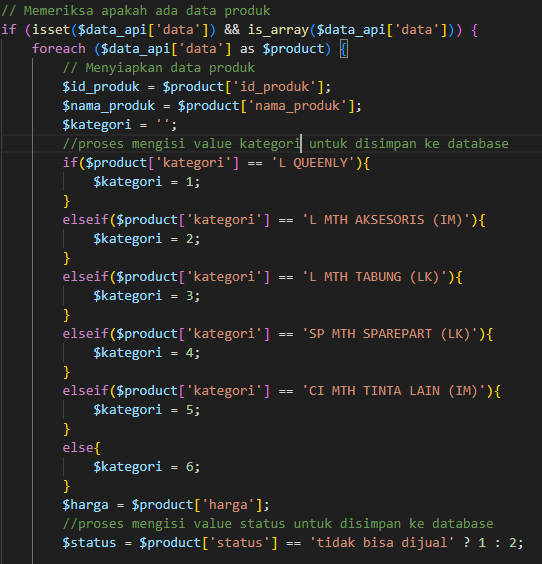 // Memeriksa apakah ada data produk
if (isset($data_api['data']) && is_array($data_api['data'])) {
    foreach ($data_api['data'] as $product) {
        // Menyiapkan data produk
        $id_produk = $product['id_produk'];
        $nama_produk = $product['nama_produk'];
        $kategori = '';
        //proses mengisi value kategori untuk disimpan ke database
        if($product['kategori'] == 'L QUEENLY'){
            $kategori = 1;
        }
        elseif($product['kategori'] == 'L MTH AKSESORIS (IM)'){
            $kategori = 2;
        }
        elseif($product['kategori'] == 'L MTH TABUNG (LK)'){
            $kategori = 3;
        }
        elseif($product['kategori'] == 'SP MTH SPAREPART (LK)'){
            $kategori = 4;
        }
        elseif($product['kategori'] == 'CI MTH TINTA LAIN (IM)'){
            $kategori = 5;
        }
        else{
            $kategori = 6;
        }
        $harga = $product['harga'];
        //proses mengisi value status untuk disimpan ke database
        $status = $product['status'] == 'tidak bisa dijual' ? 1 : 2;